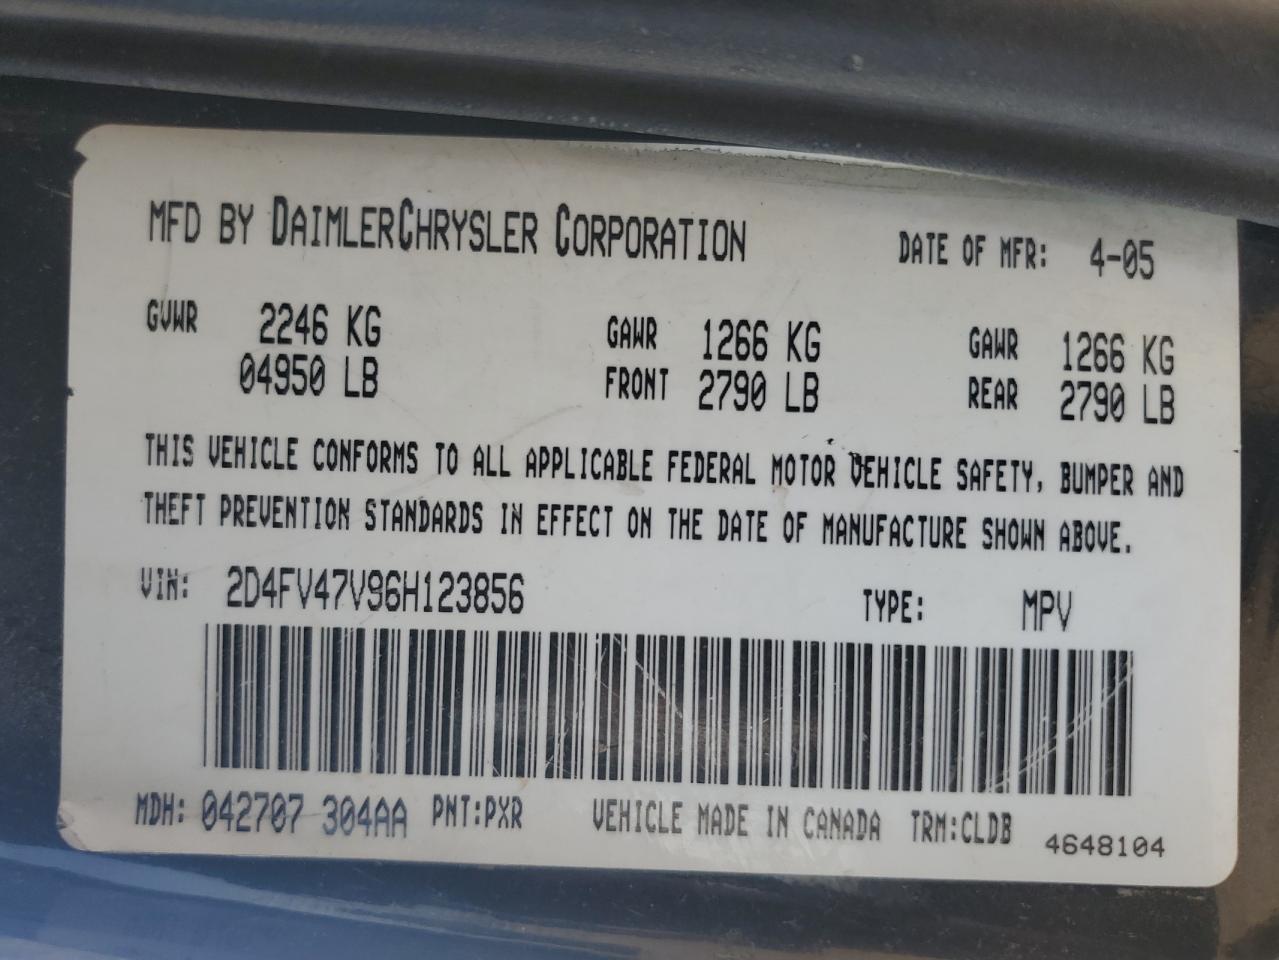 MFD BY DAIMLERCHRYSLER CORPORATION DATE OF MFR: 4-05
GVWR 2246 KG GAWR 1266 KG GAWR 1266 KG
04950 LB FRONT 2790 LB REAR 2790 LB
THIS VEHICLE CONFORMS TO ALL APPLICABLE FEDERAL MOTOR VEHICLE SAFETY, BUMPER AND
THEFT PREVENTION STANDARDS IN EFFECT ON THE DATE OF MANUFACTURE SHOWN ABOVE.
VIN: 2D4FV47V96H123856 TYPE: MPV
MDH: 042707 304AA PNT:PXR VEHICLE MADE IN CANADA TRM:CLDB 4648104